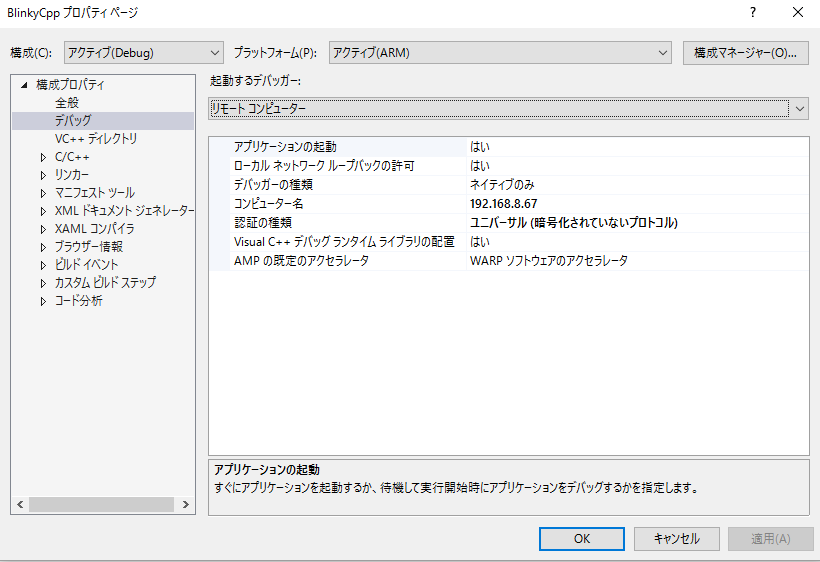 BlinkyCpp プロパティ ページ
?
構成(C):
アクティブ(Debug)
プラットフォーム(P):
アクティブ(ARM)
構成マネージャー(O)...
構成プロパティ
全般
デバッグ
VC++ ディレクトリ
C/C++
リンカー
マニフェスト ツール
XML ドキュメント ジェネレーター
XAML コンパイラ
ブラウザー情報
ビルド イベント
カスタム ビルド ステップ
コード分析
起動するデバッガー:
リモート コンピューター
アプリケーションの起動 はい
ローカル ネットワーク ループバックの許可 はい
デバッガーの種類 ネイティブのみ
コンピューター名 192.168.8.67
認証の種類 ユニバーサル (暗号化されていないプロトコル)
Visual C++ デバッグ ランタイム ライブラリの配置 はい
AMP の既定のアクセラレータ WARP ソフトウェアのアクセラレータ
アプリケーションの起動
すぐにアプリケーションを起動するか、待機して実行開始時にアプリケーションをデバッグするかを指定します。
OK
キャンセル
適用(A)